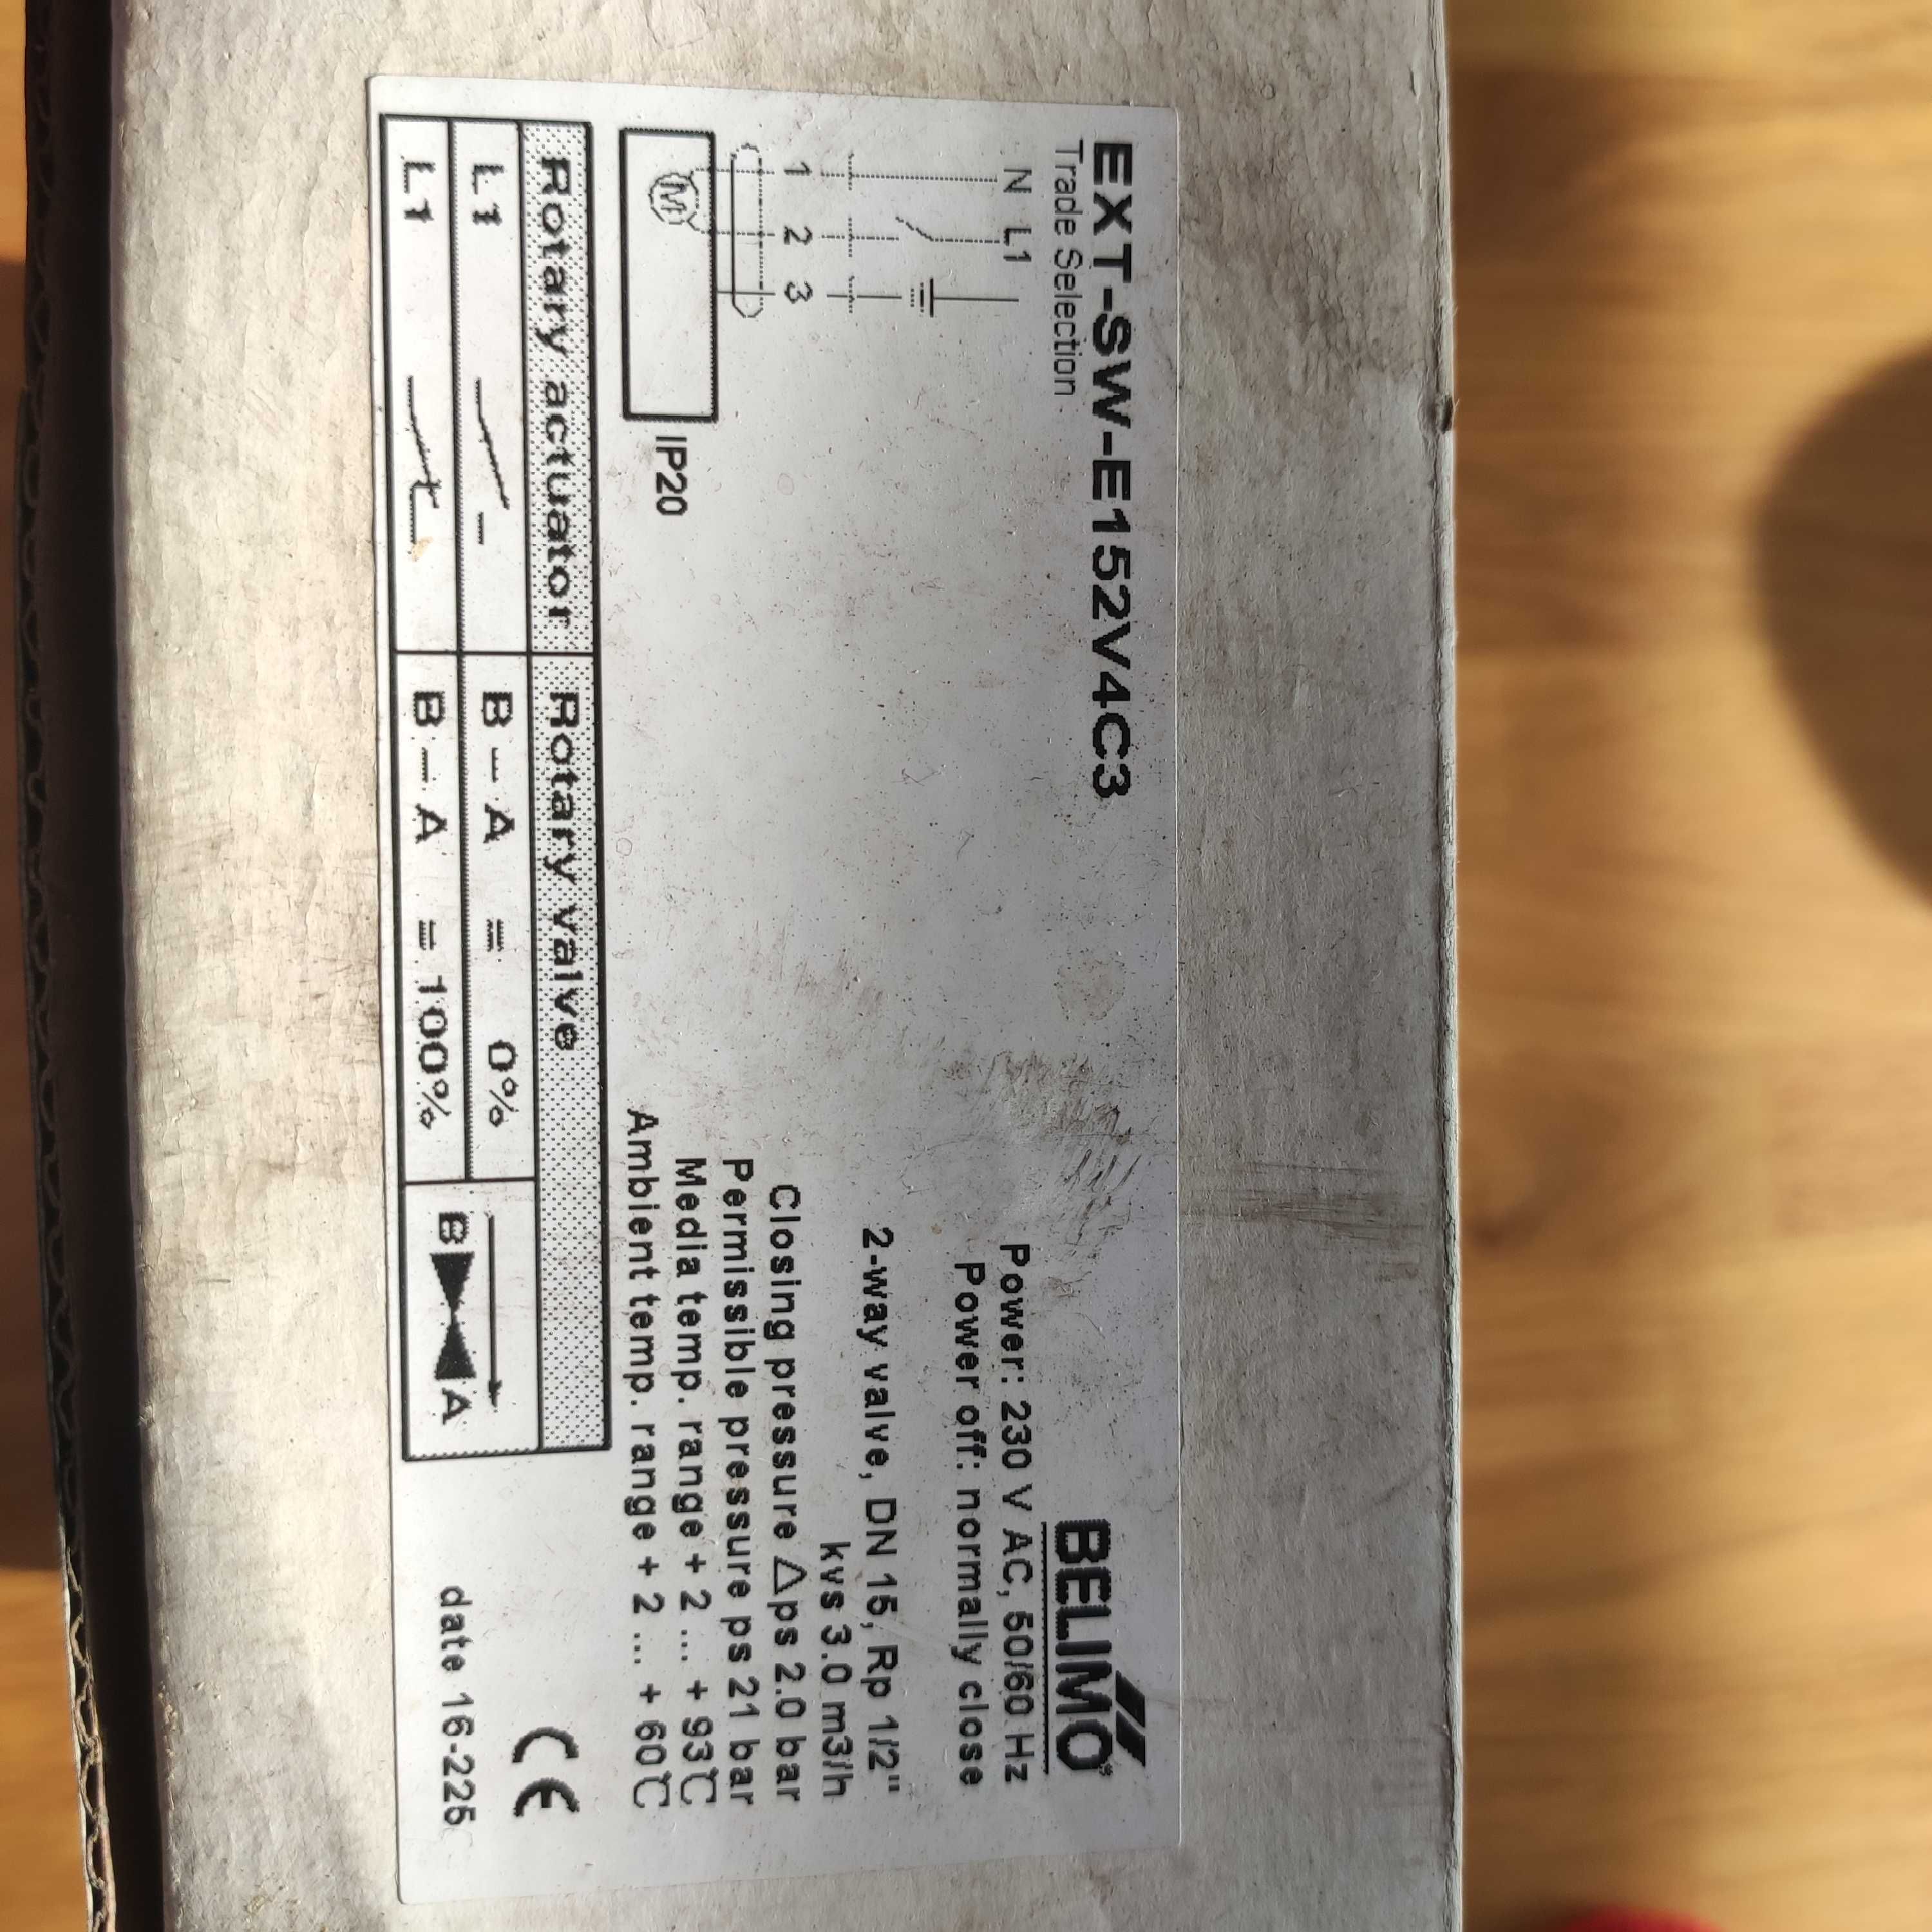 EXT-SW-E152V4C3
Trade Selection
BELIMO
N L1
1 2 3
M
IP20
Power: 230 V AC, 50/60 Hz
Power off: normally close
2-way valve, DN 15, Rp 1/2"
kvs 3.0 m3/h
Closing pressure △ps 2.0 bar
Permissible pressure ps 21 bar
Media temp. range + 2 ... + 93℃
Ambient temp. range + 2 ... + 60℃
Rotary actuator Rotary valve
L1 B – A = 0%
L1 B – A = 100%
B A
CE
date 16-225